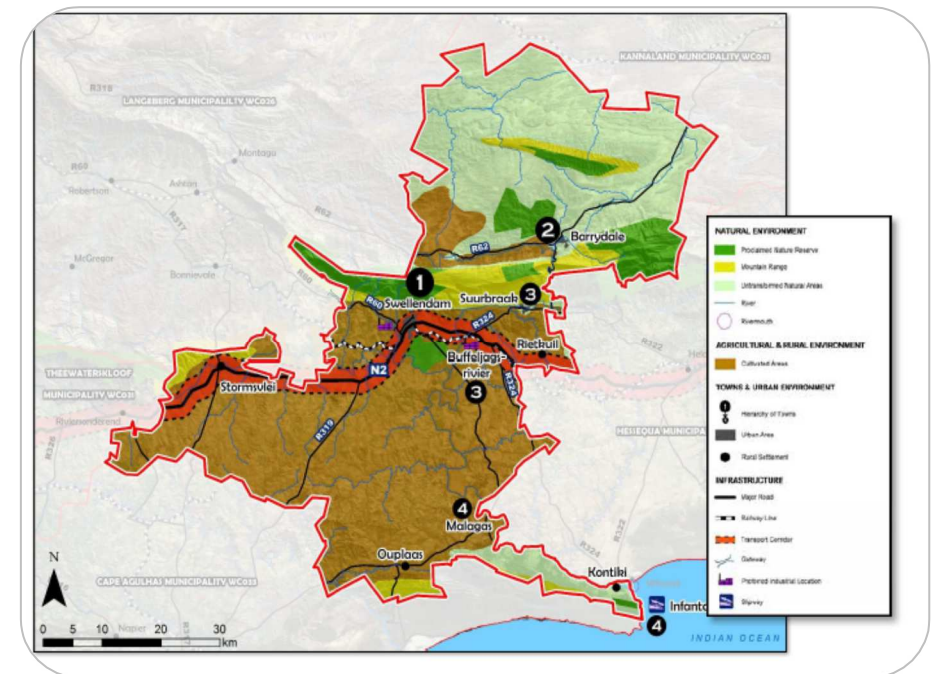 KANNALAND MUNICIPALITY WC041
R318
LANGEBERG MUNICIPALILTY WC026
Montagu
R60
Robertson
Ashton
R317
R62
McGregor
Bonnievale
R60
2
Barrydale
R62
1
Swellendam
Suurbraak
3
R60
R324
Rietkuil
R322
Buffeljags-
rivier
3
R324
N2
THEEWATERSKLOOF
MUNICIPALITY WC031
Stormsvlei
Riviersonderend
R319
R326
HESSEQUA MUNICIPA
4
Malagas
R322
R324
Ouplaas
Kontiki
CAPE AGULHAS MUNICIPALITY WC033
Napier
R317
Infanta
4
INDIAN OCEAN
N
0 5 10 20 30
km
NATURAL ENVIRONMENT
Proclaimed Nature Reserve
Mountain Range
Untransformed Natural Areas
River
Rivermouth
AGRICULTURAL & RURAL ENVIRONMENT
Cultivated Areas
TOWNS & URBAN ENVIRONMENT
1
Hierarchy of Towns
Urban Area
Rural Settlement
INFRASTRUCTURE
Major Road
Railway Line
Transport Corridor
Gateway
Preferred Industrial Location
Slipway